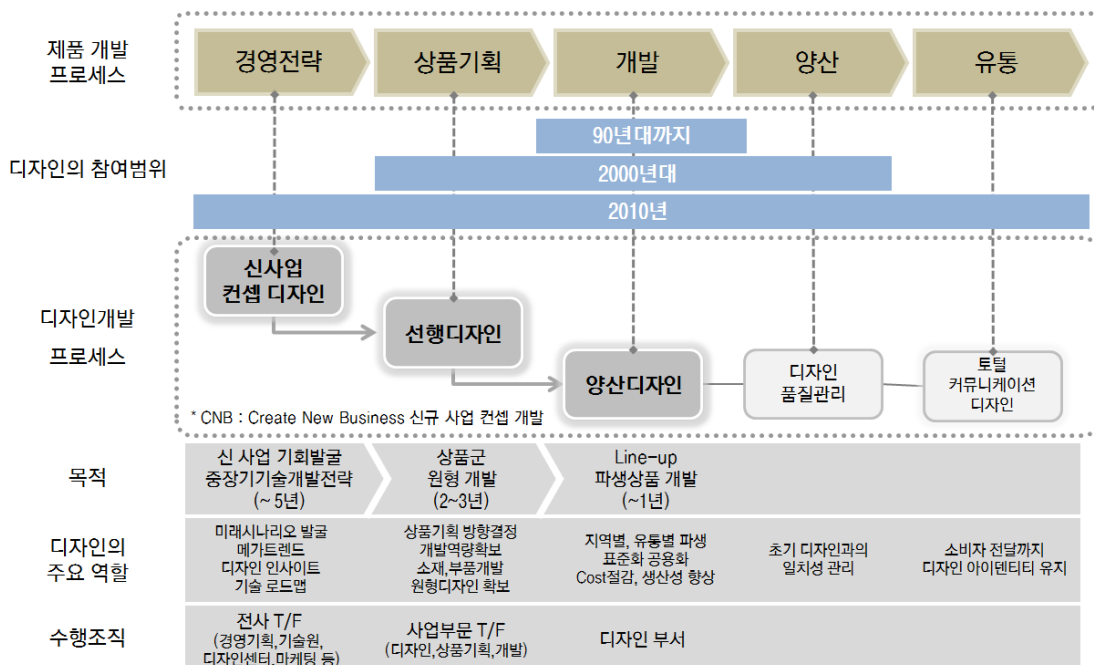 제품 개발
프로세스
경영전략
상품기획
개발
양산
유통
디자인의 참여범위
90년대까지
2000년대
2010년
디자인개발
프로세스
신사업
컨셉 디자인
선행디자인
양산디자인
디자인
품질관리
토털
커뮤니케이션
디자인
* CNB : Create New Business 신규 사업 컨셉 개발
목적
신 사업 기회발굴
중장기기술개발전략
(~ 5년)
상품군
원형 개발
(2~3년)
Line-up
파생상품 개발
(~1년)
디자인의
주요 역할
미래시나리오 발굴
메가트렌드
디자인 인사이트
기술 로드맵
상품기획 방향결정
개발역량확보
소재,부품개발
원형디자인 확보
지역별, 유통별 파생
표준화 공용화
Cost절감, 생산성 향상
초기 디자인과의
일치성 관리
소비자 전달까지
디자인 아이덴티티 유지
수행조직
전사 T/F
(경영기획,기술원,
디자인센터,마케팅 등)
사업부문 T/F
(디자인,상품기획,개발)
디자인 부서